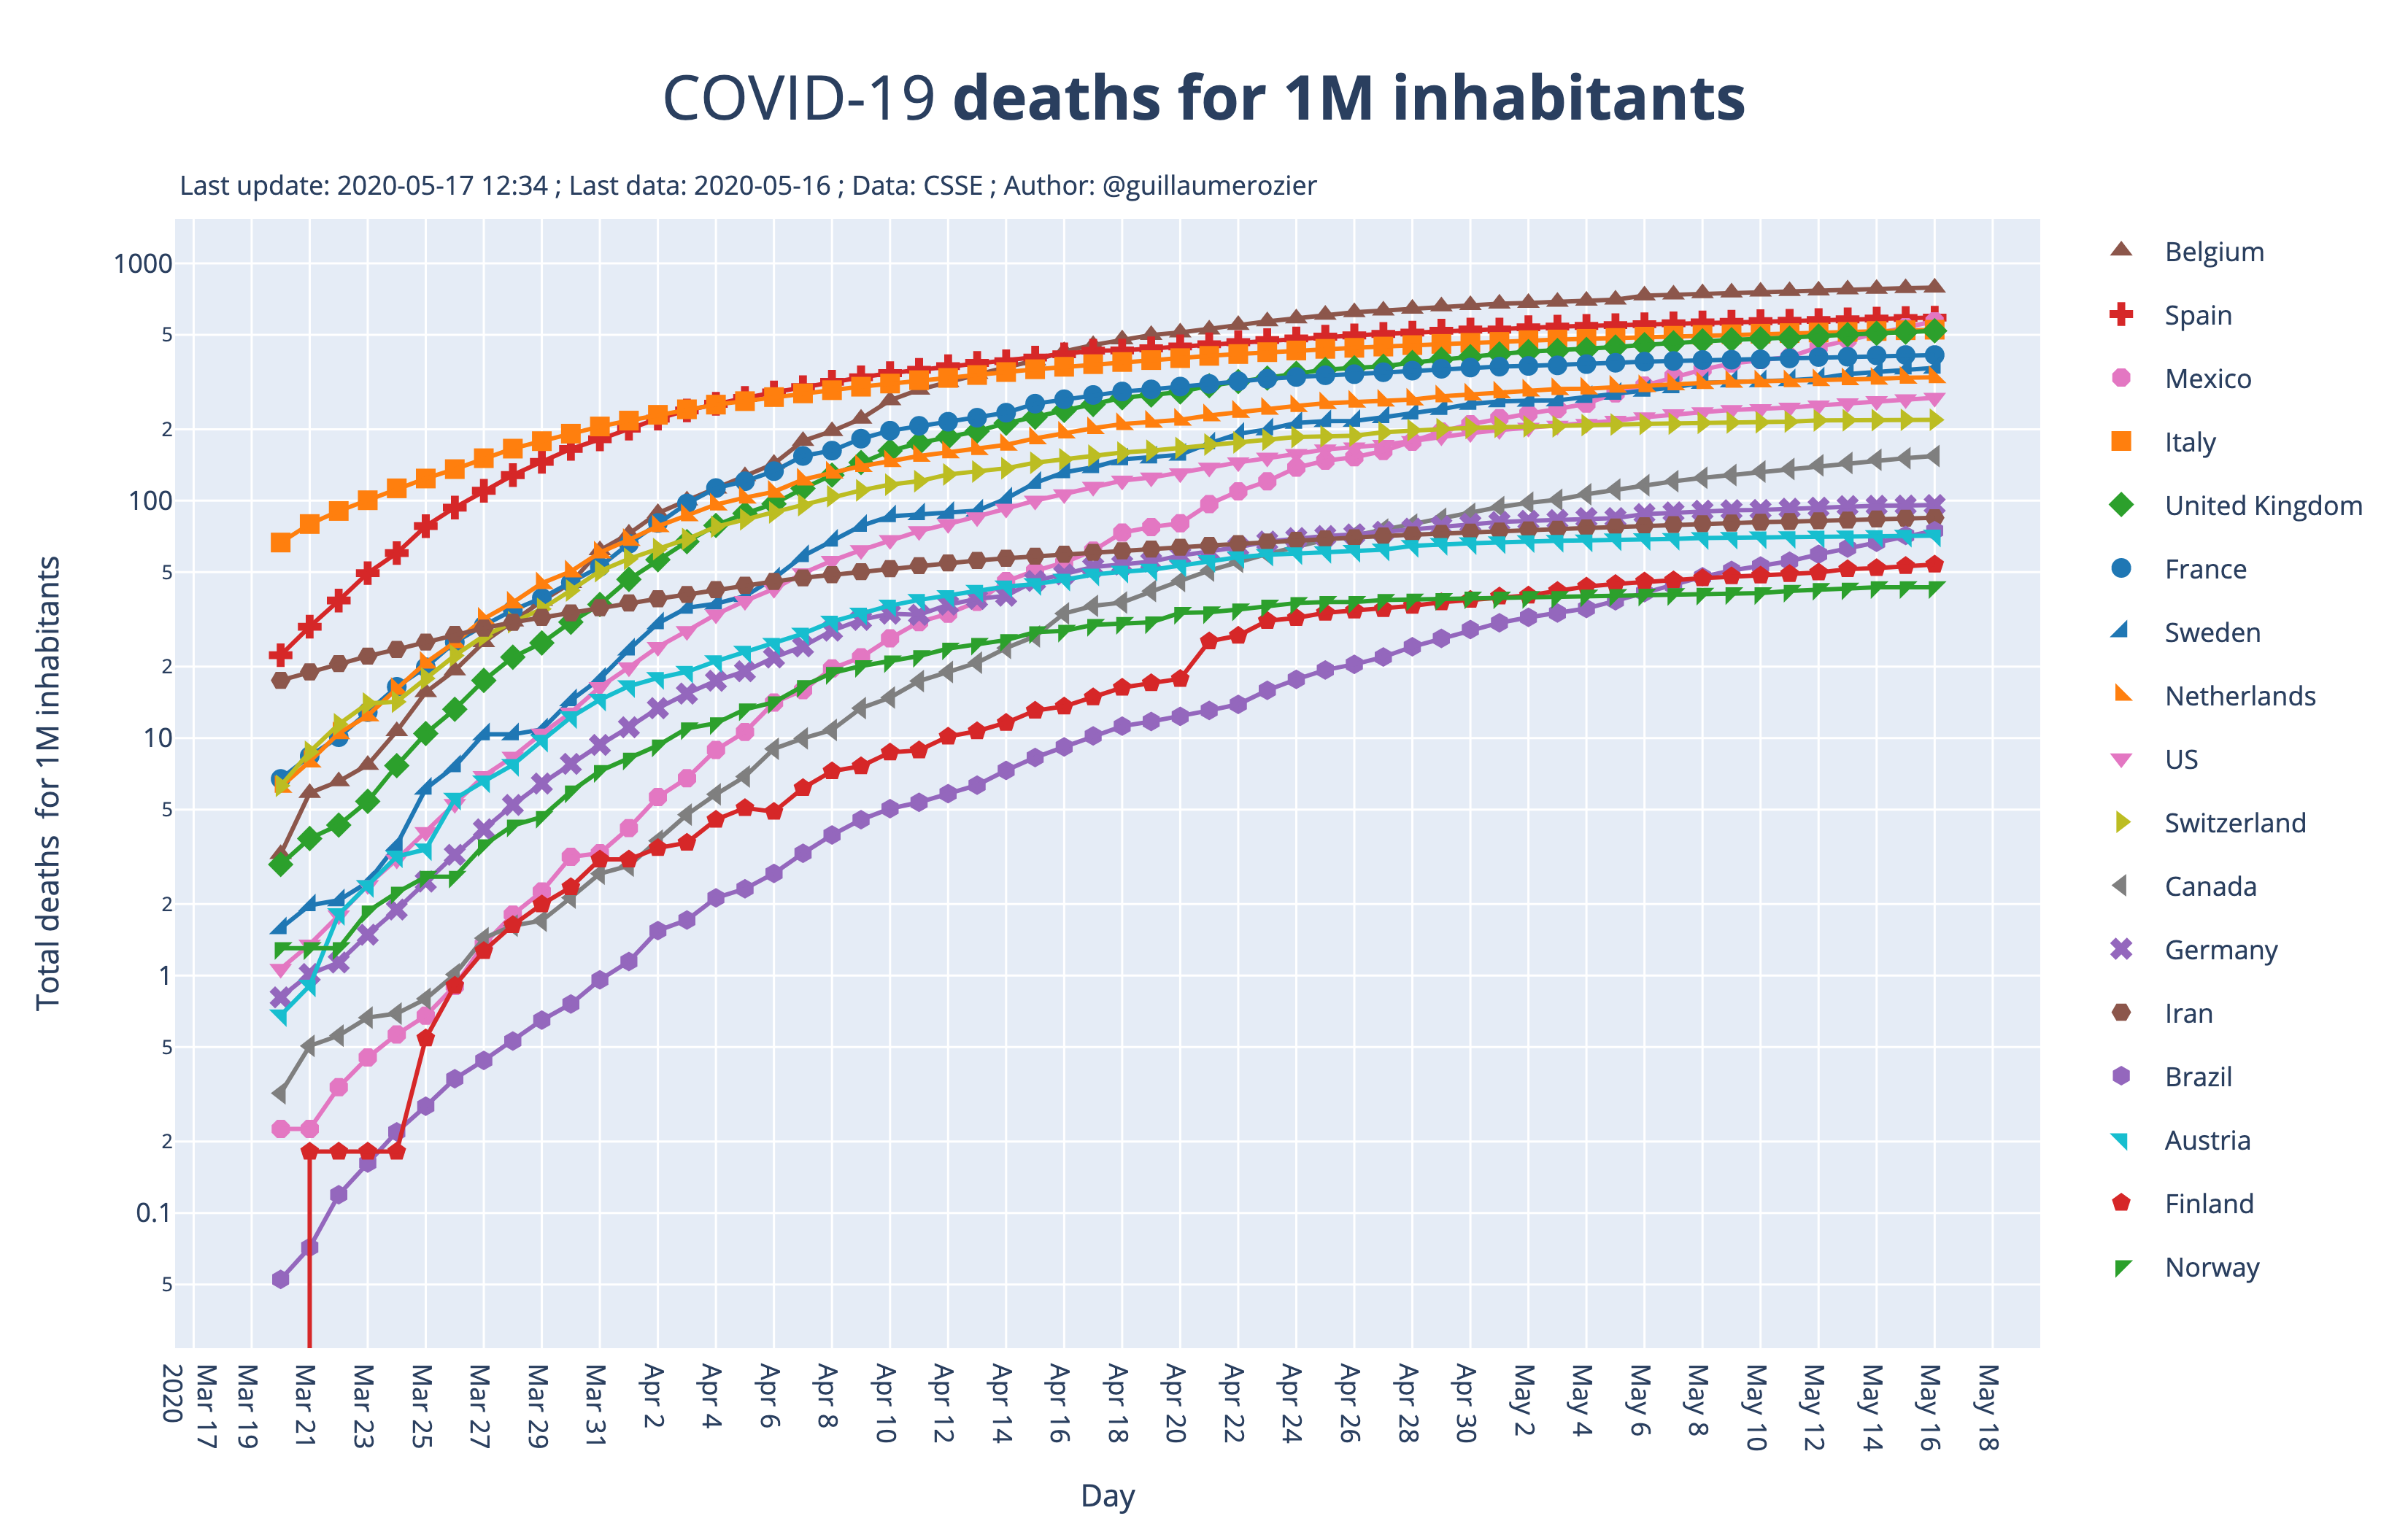 COVID-19 deaths for 1M inhabitants
Last update: 2020-05-17 12:34 ; Last data: 2020-05-16 ; Data: CSSE ; Author: @guillaumerozier
Total deaths for 1M inhabitants
1000
5
2
100
5
2
10
5
2
1
5
2
0.1
5
Mar 17
2020
Mar 19
Mar 21
Mar 23
Mar 25
Mar 27
Mar 29
Mar 31
Apr 2
Apr 4
Apr 6
Apr 8
Apr 10
Apr 12
Apr 14
Apr 16
Apr 18
Apr 20
Apr 22
Apr 24
Apr 26
Apr 28
Apr 30
May 2
May 4
May 6
May 8
May 10
May 12
May 14
May 16
May 18
Day
Belgium
Spain
Mexico
Italy
United Kingdom
France
Sweden
Netherlands
US
Switzerland
Canada
Germany
Iran
Brazil
Austria
Finland
Norway